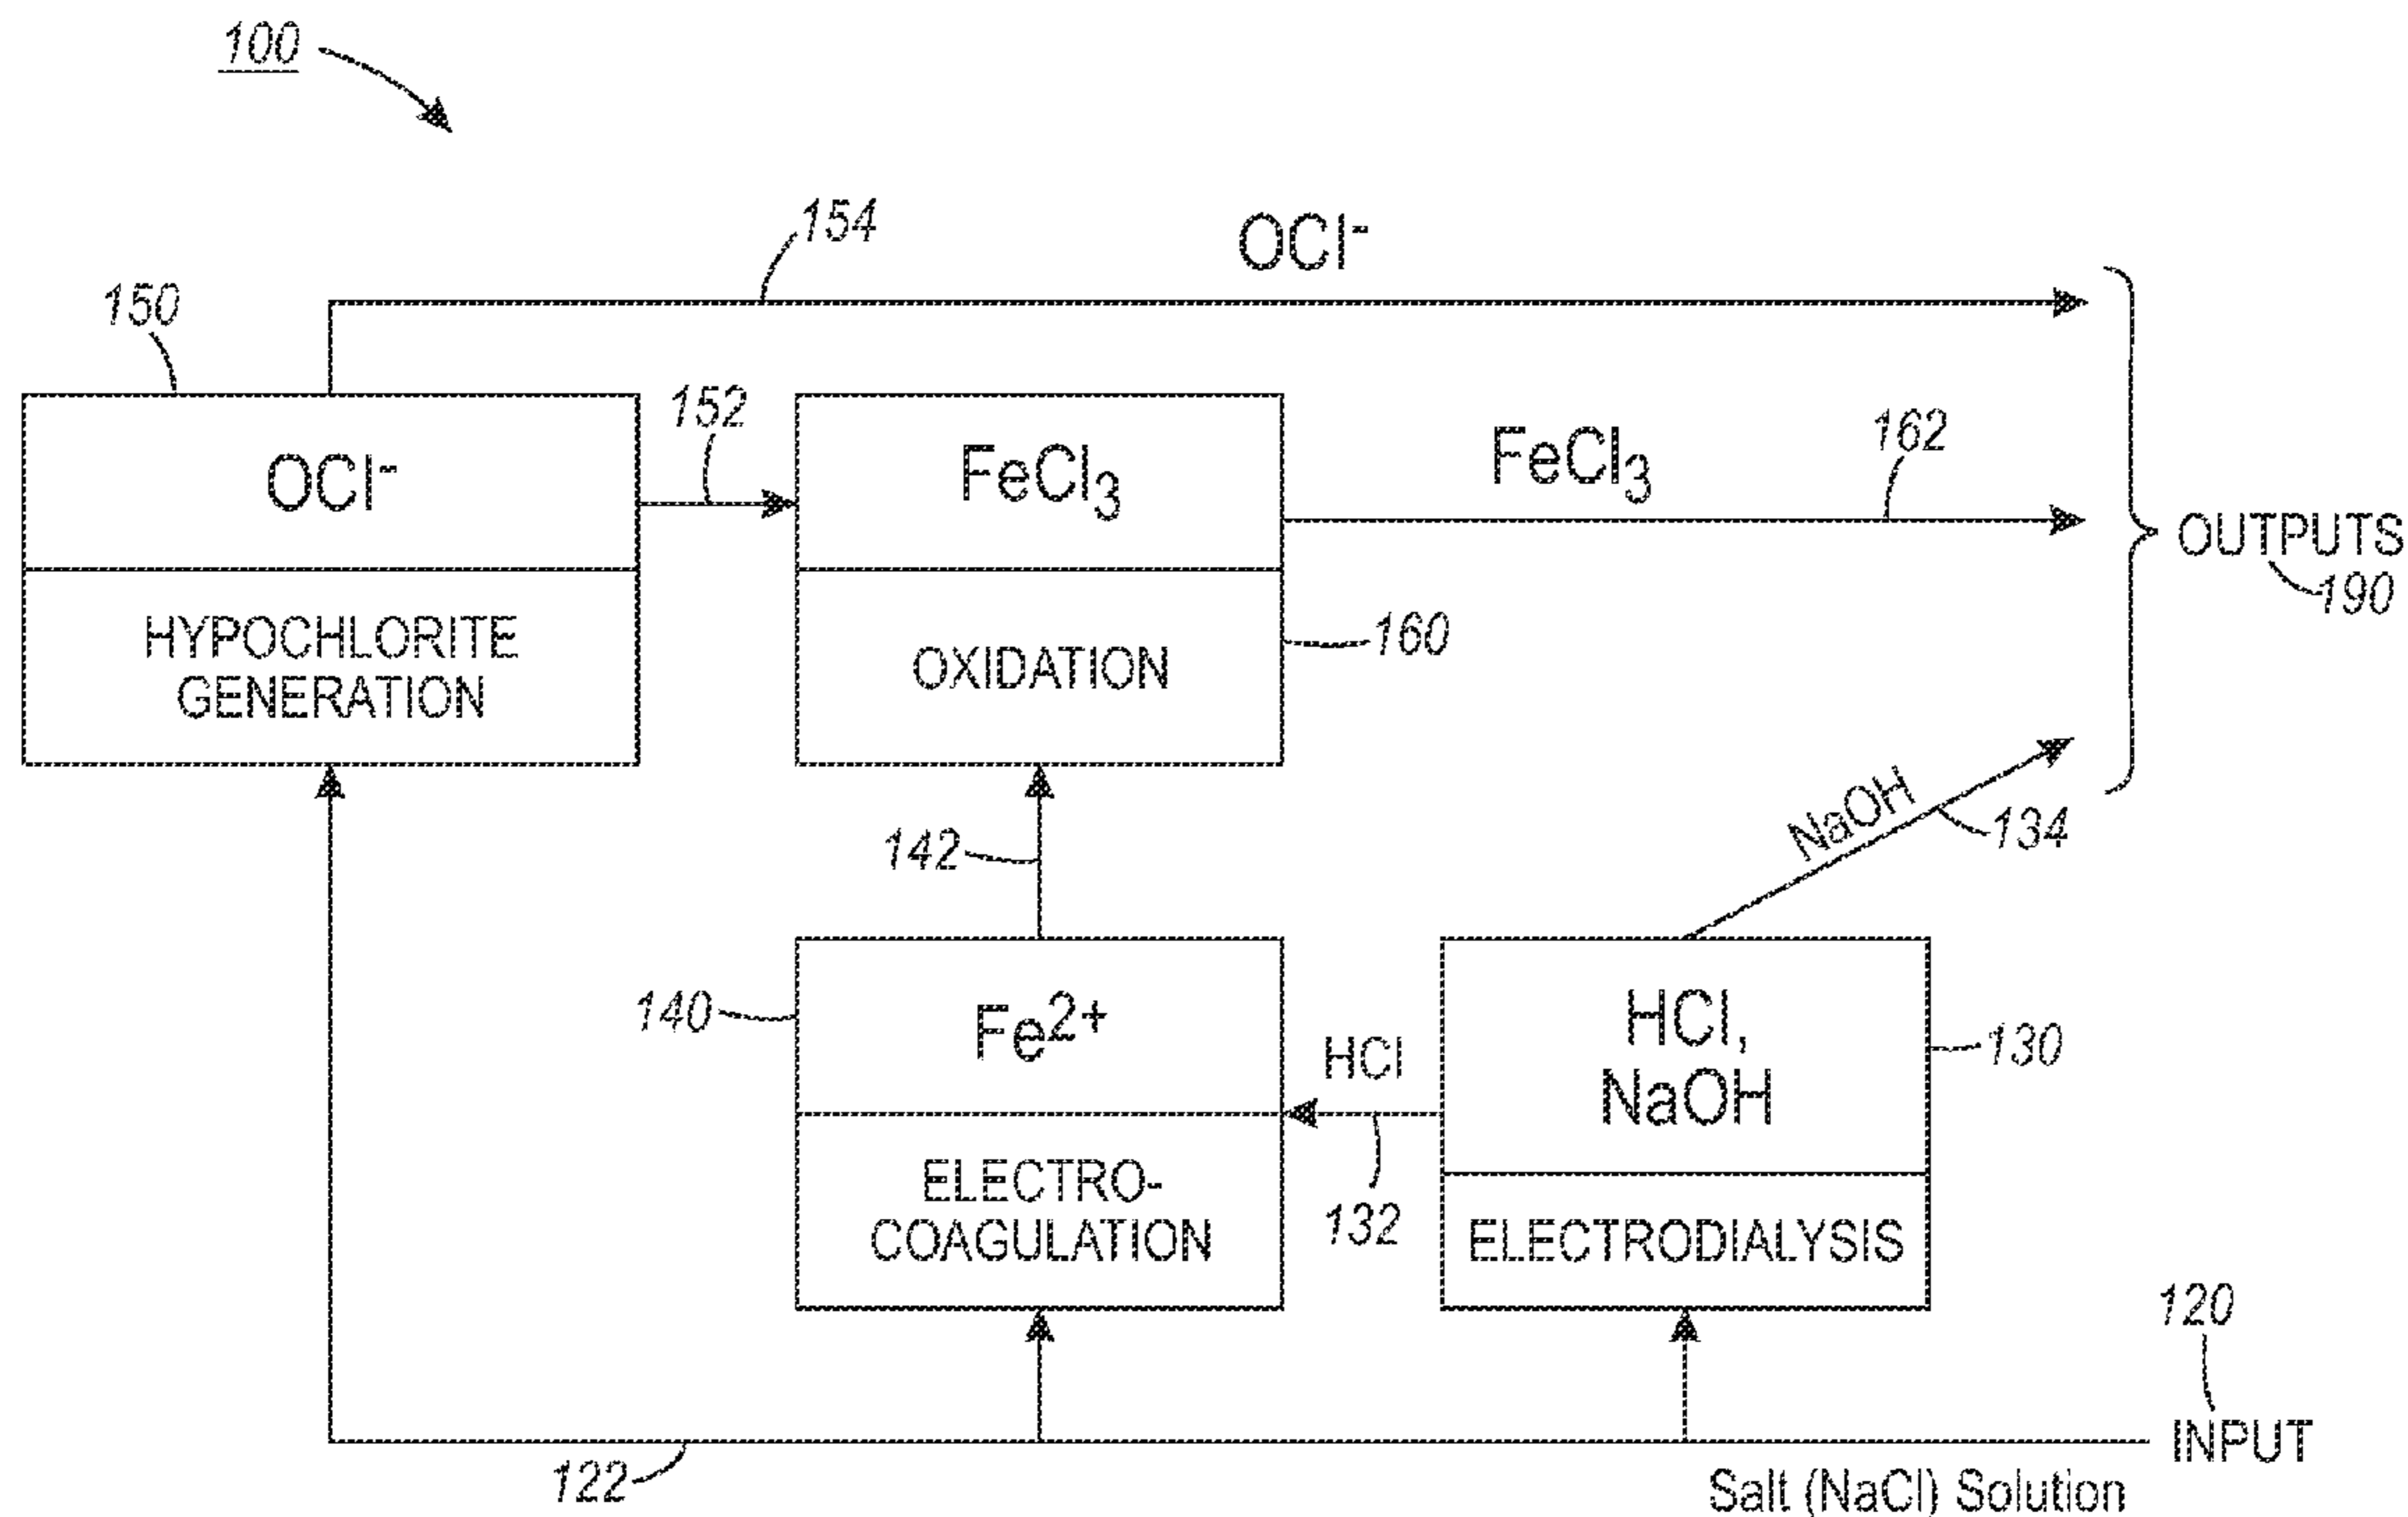 100
154
OCl-
150
152
OCl-
HYPOCHLORITE
GENERATION
FeCl3
OXIDATION
FeCl3
162
OUTPUTS
190
160
142
NaOH
134
140
Fe2+
ELECTRO-
COAGULATION
HCl
132
HCl,
NaOH
ELECTRODIALYSIS
130
120
INPUT
122
Salt (NaCl) Solution